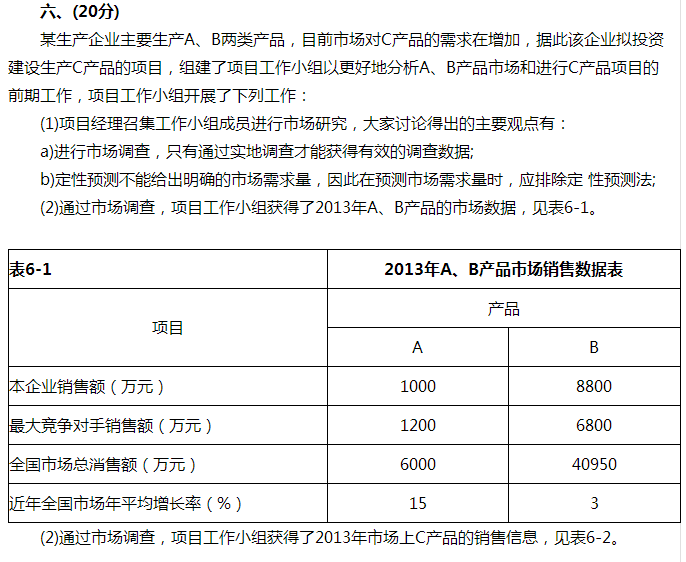 六、(20分)
某生产企业主要生产A、B两类产品，目前市场对C产品的需求在增加，据此该企业拟投资
建设生产C产品的项目，组建了项目工作小组以更好地分析A、B产品市场和进行C产品项目的
前期工作，项目工作小组开展了下列工作：
(1)项目经理召集工作小组成员进行市场研究，大家讨论得出的主要观点有：
a)进行市场调查，只有通过实地调查才能获得有效的调查数据;
b)定性预测不能给出明确的市场需求量，因此在预测市场需求量时，应排除定 性预测法;
(2)通过市场调查，项目工作小组获得了2013年A、B产品的市场数据，见表6-1。
表6-1 2013年A、B产品市场销售数据表
项目 产品
A B
本企业销售额（万元） 1000 8800
最大竞争对手销售额（万元） 1200 6800
全国市场总消售额（万元） 6000 40950
近年全国市场年平均增长率（%） 15 3
(2)通过市场调查，项目工作小组获得了2013年市场上C产品的销售信息，见表6-2。